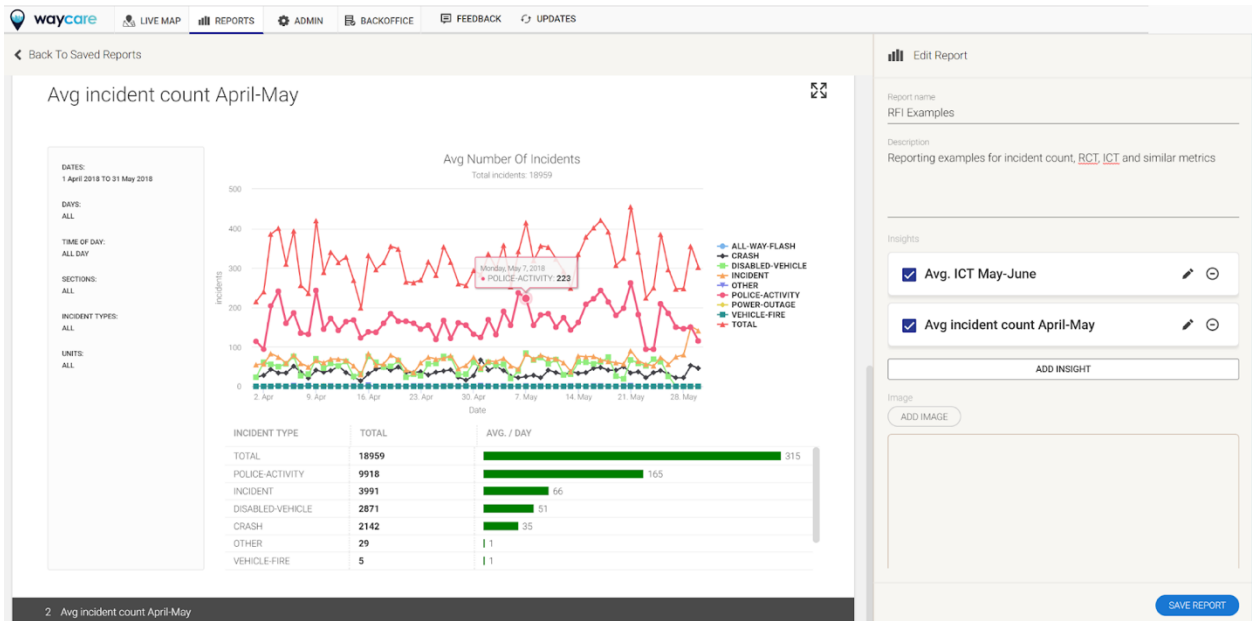 waycare
LIVE MAP
REPORTS
ADMIN
BACKOFFICE
FEEDBACK
UPDATES
Back To Saved Reports
Avg incident count April-May
DATES:
1 April 2018 TO 31 May 2018
DAYS:
ALL
TIME OF DAY:
ALL DAY
SECTIONS:
ALL
INCIDENT TYPES:
ALL
UNITS:
ALL
Avg Number Of Incidents
Total incidents: 18959
500
400
300
200
100
0
incidents
Monday, May 7, 2018
POLICE-ACTIVITY: 223
2. Apr 9. Apr 16. Apr 23. Apr 30. Apr 7. May 14. May 21. May 28. May
Date
ALL-WAY-FLASH
CRASH
DISABLED-VEHICLE
INCIDENT
OTHER
POLICE-ACTIVITY
POWER-OUTAGE
VEHICLE-FIRE
TOTAL
INCIDENT TYPE TOTAL AVG. / DAY
TOTAL 18959 315
POLICE-ACTIVITY 9918 165
INCIDENT 3991 66
DISABLED-VEHICLE 2871 51
CRASH 2142 35
OTHER 29 1
VEHICLE-FIRE 5 1
2 Avg incident count April-May
Edit Report
Report name
RFI Examples
Description
Reporting examples for incident count, RCT, ICT and similar metrics
Insights
Avg. ICT May-June
Avg incident count April-May
ADD INSIGHT
Image
ADD IMAGE
SAVE REPORT